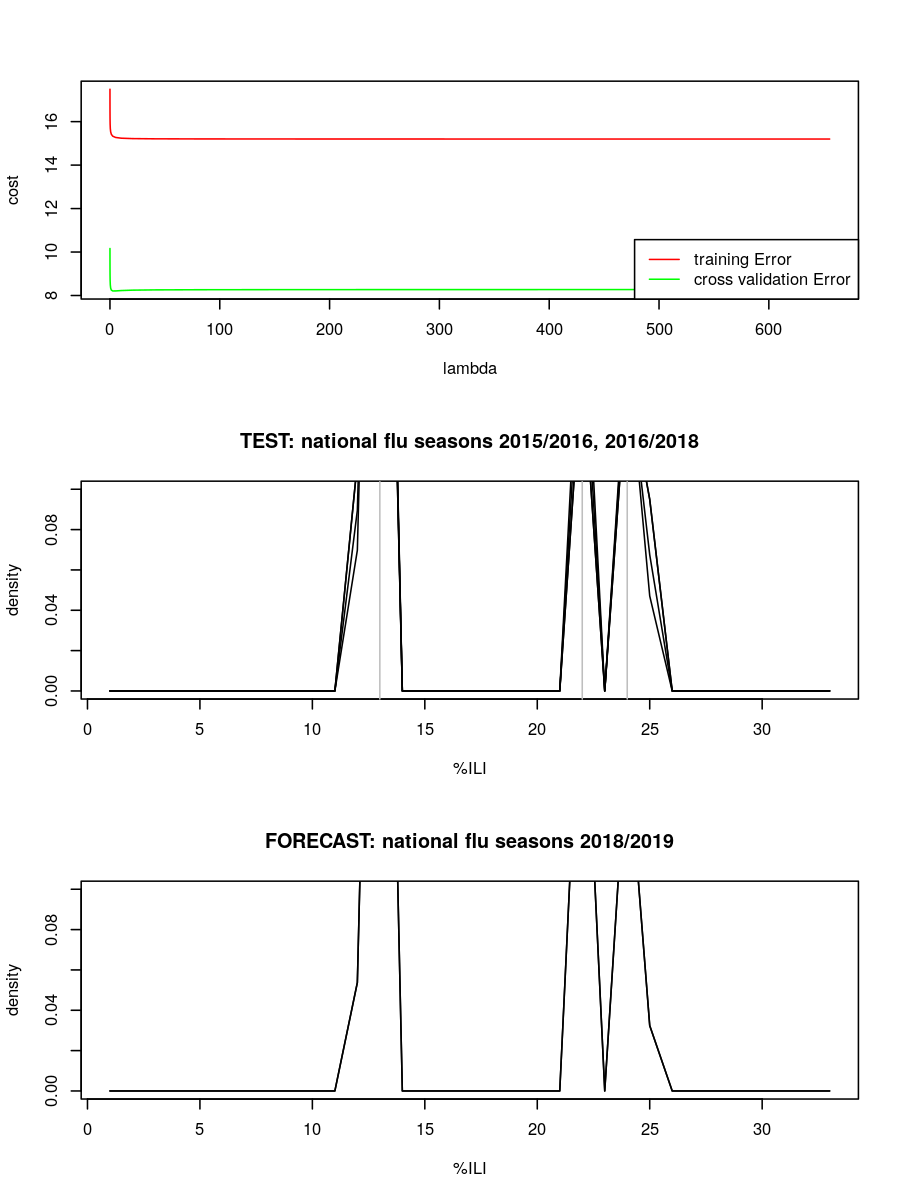 cost
16
14
12
10
8
training Error
cross validation Error
0 100 200 300 400 500 600
lambda
TEST: national flu seasons 2015/2016, 2016/2018
density
0.08
0.04
0.00
0 5 10 15 20 25 30
%ILI
FORECAST: national flu seasons 2018/2019
density
0.08
0.04
0.00
0 5 10 15 20 25 30
%ILI